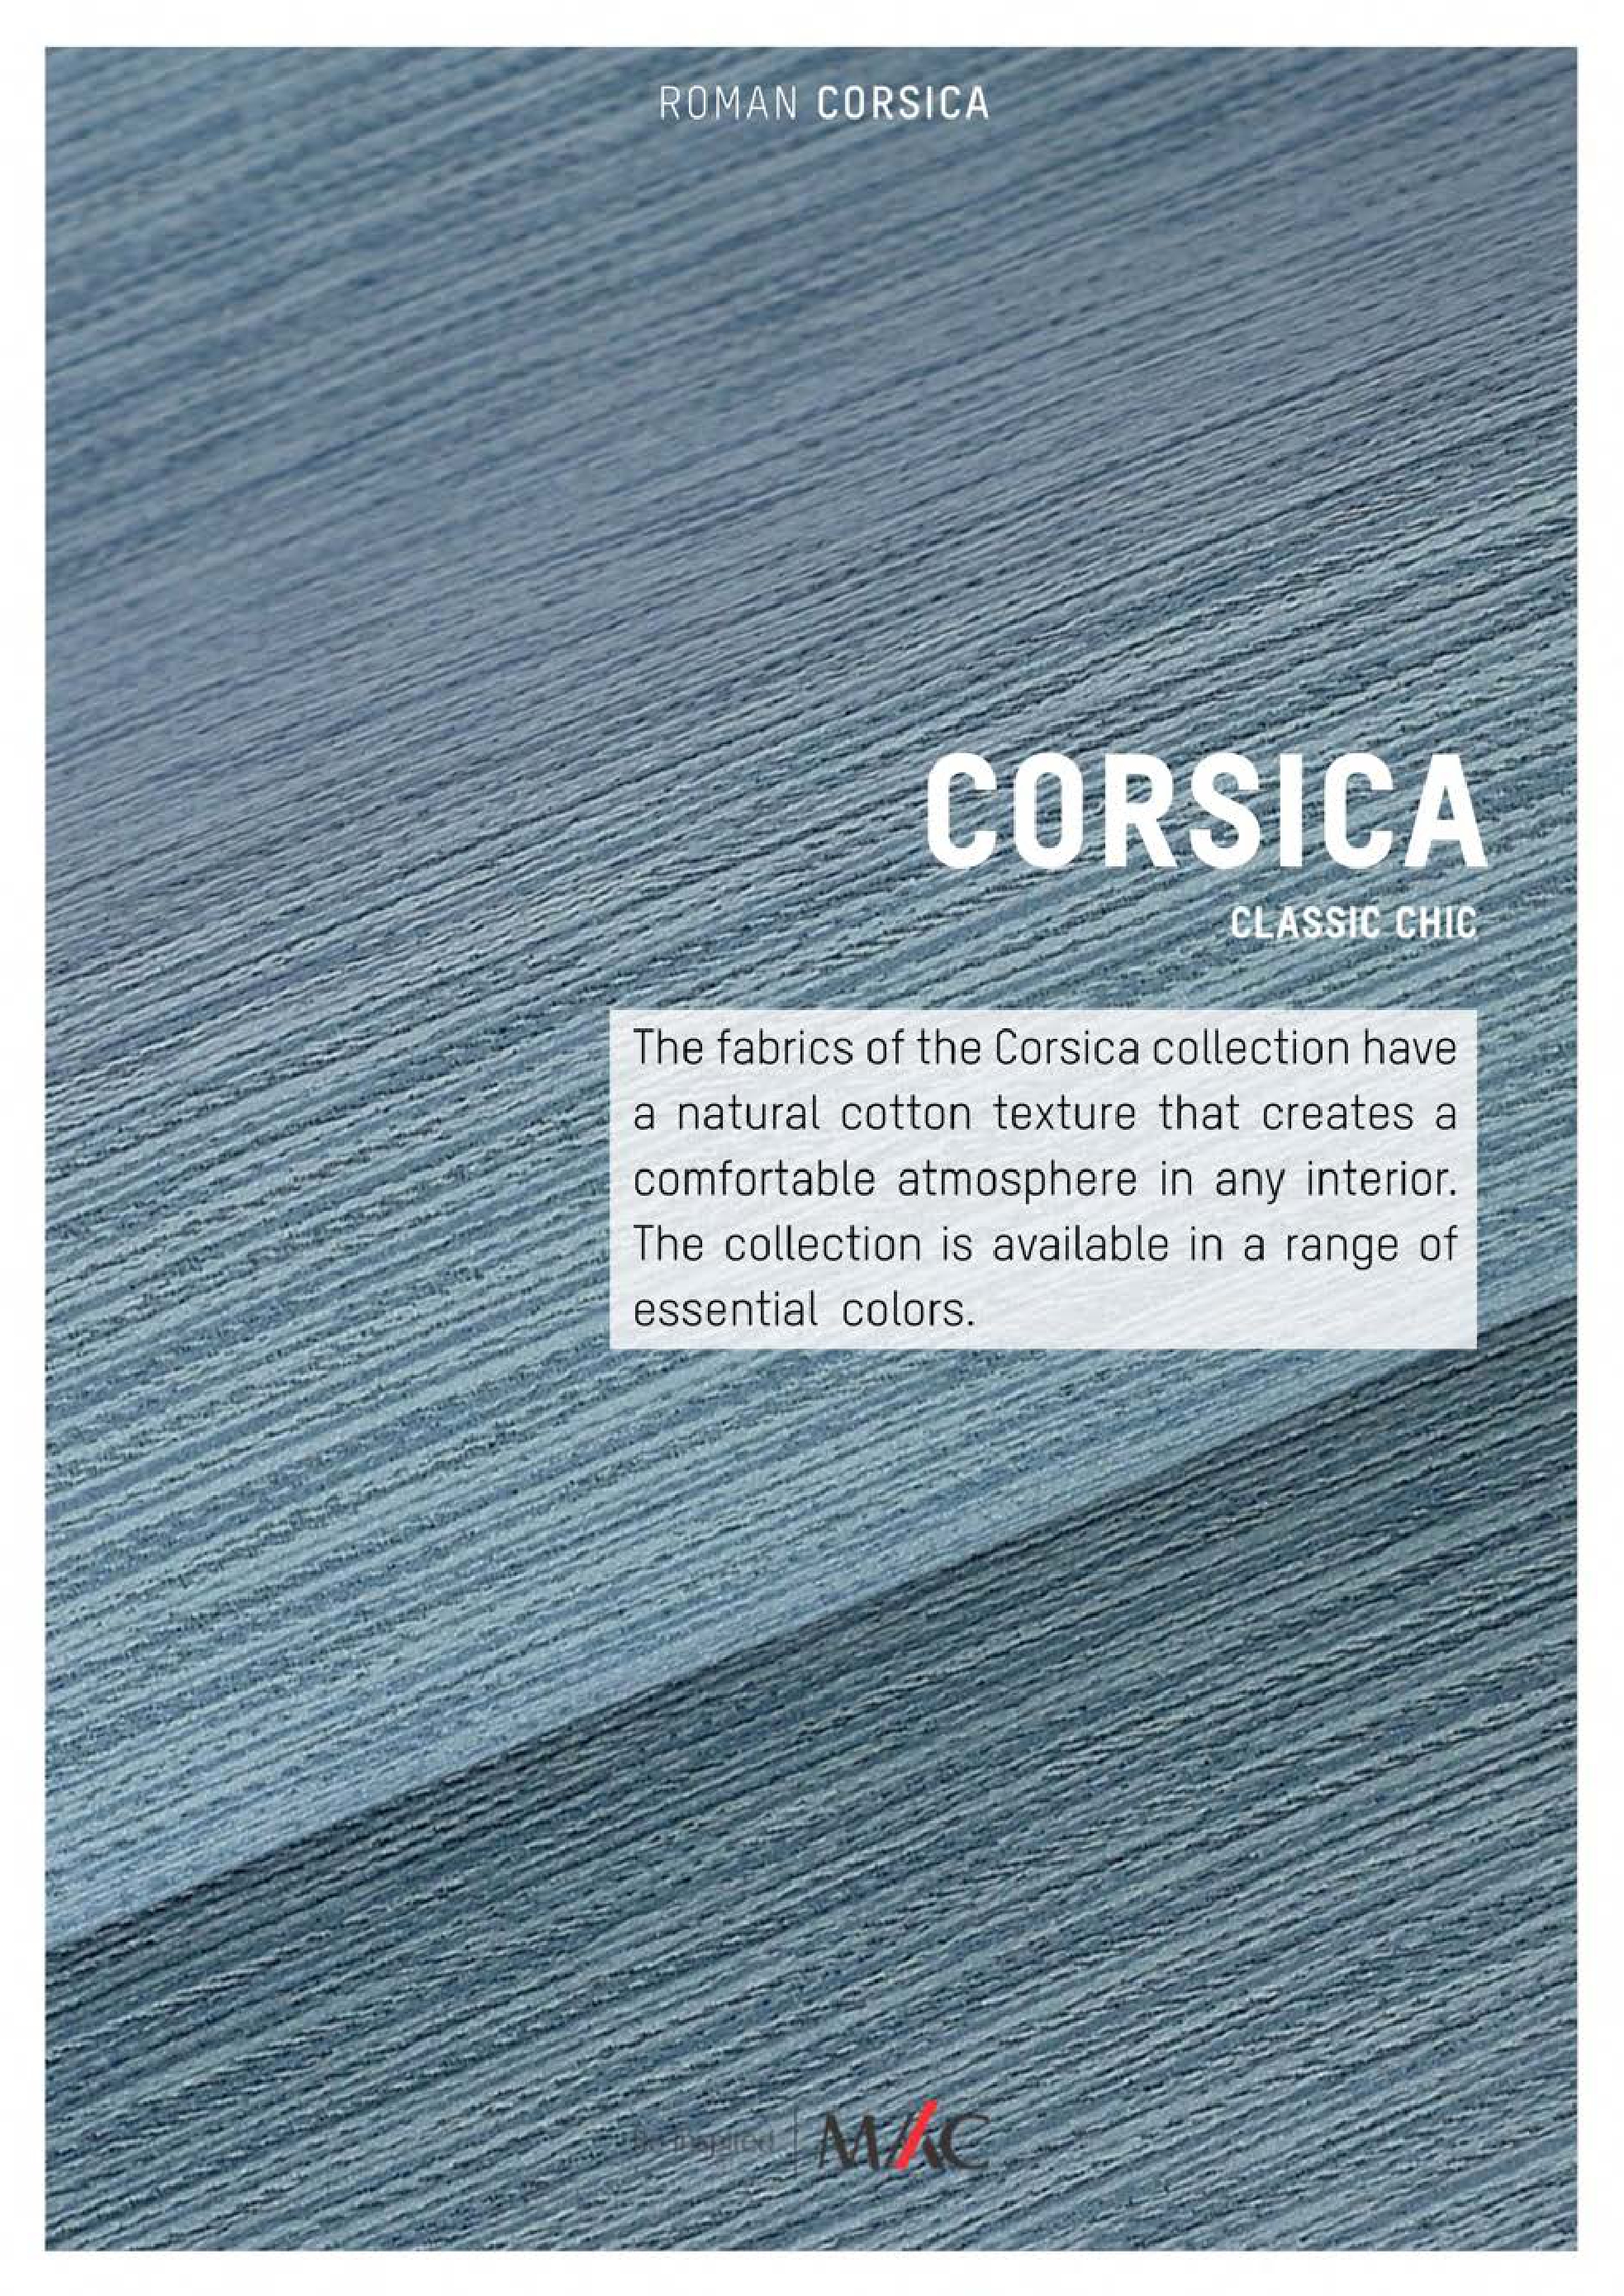 ROMAN CORSICA
CORSICA
CLASSIC CHIC
The fabrics of the Corsica collection have
a natural cotton texture that creates a
comfortable atmosphere in any interior.
The collection is available in a range of
essential colors.
Be inspired MAC